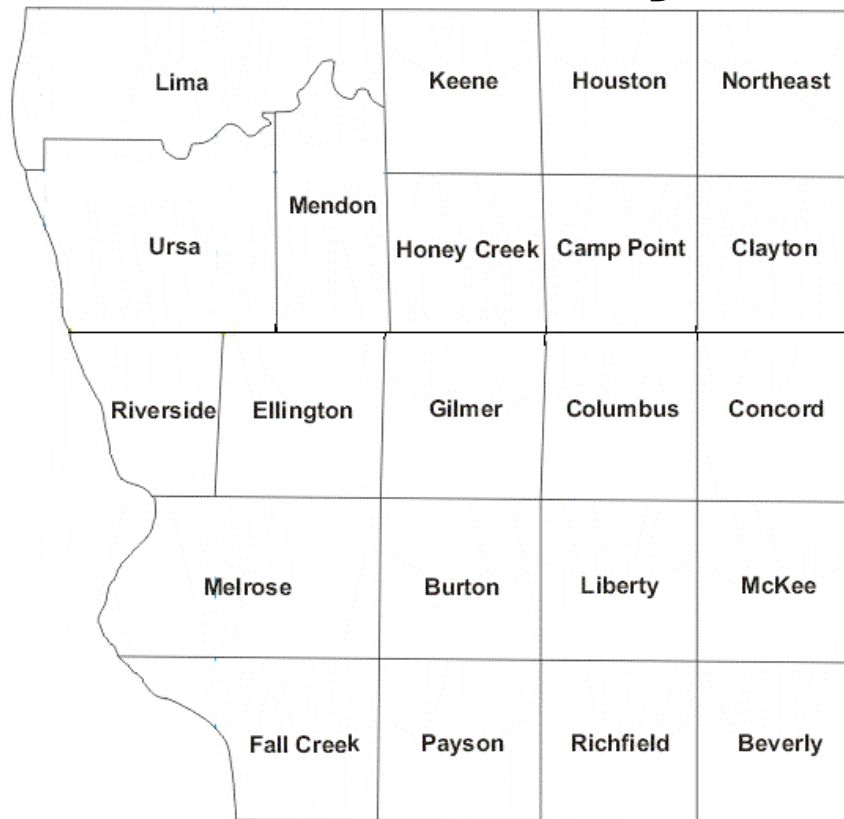 Lima
Keene
Houston
Northeast
Mendon
Ursa
Honey Creek
Camp Point
Clayton
Riverside
Ellington
Gilmer
Columbus
Concord
Melrose
Burton
Liberty
McKee
Fall Creek
Payson
Richfield
Beverly